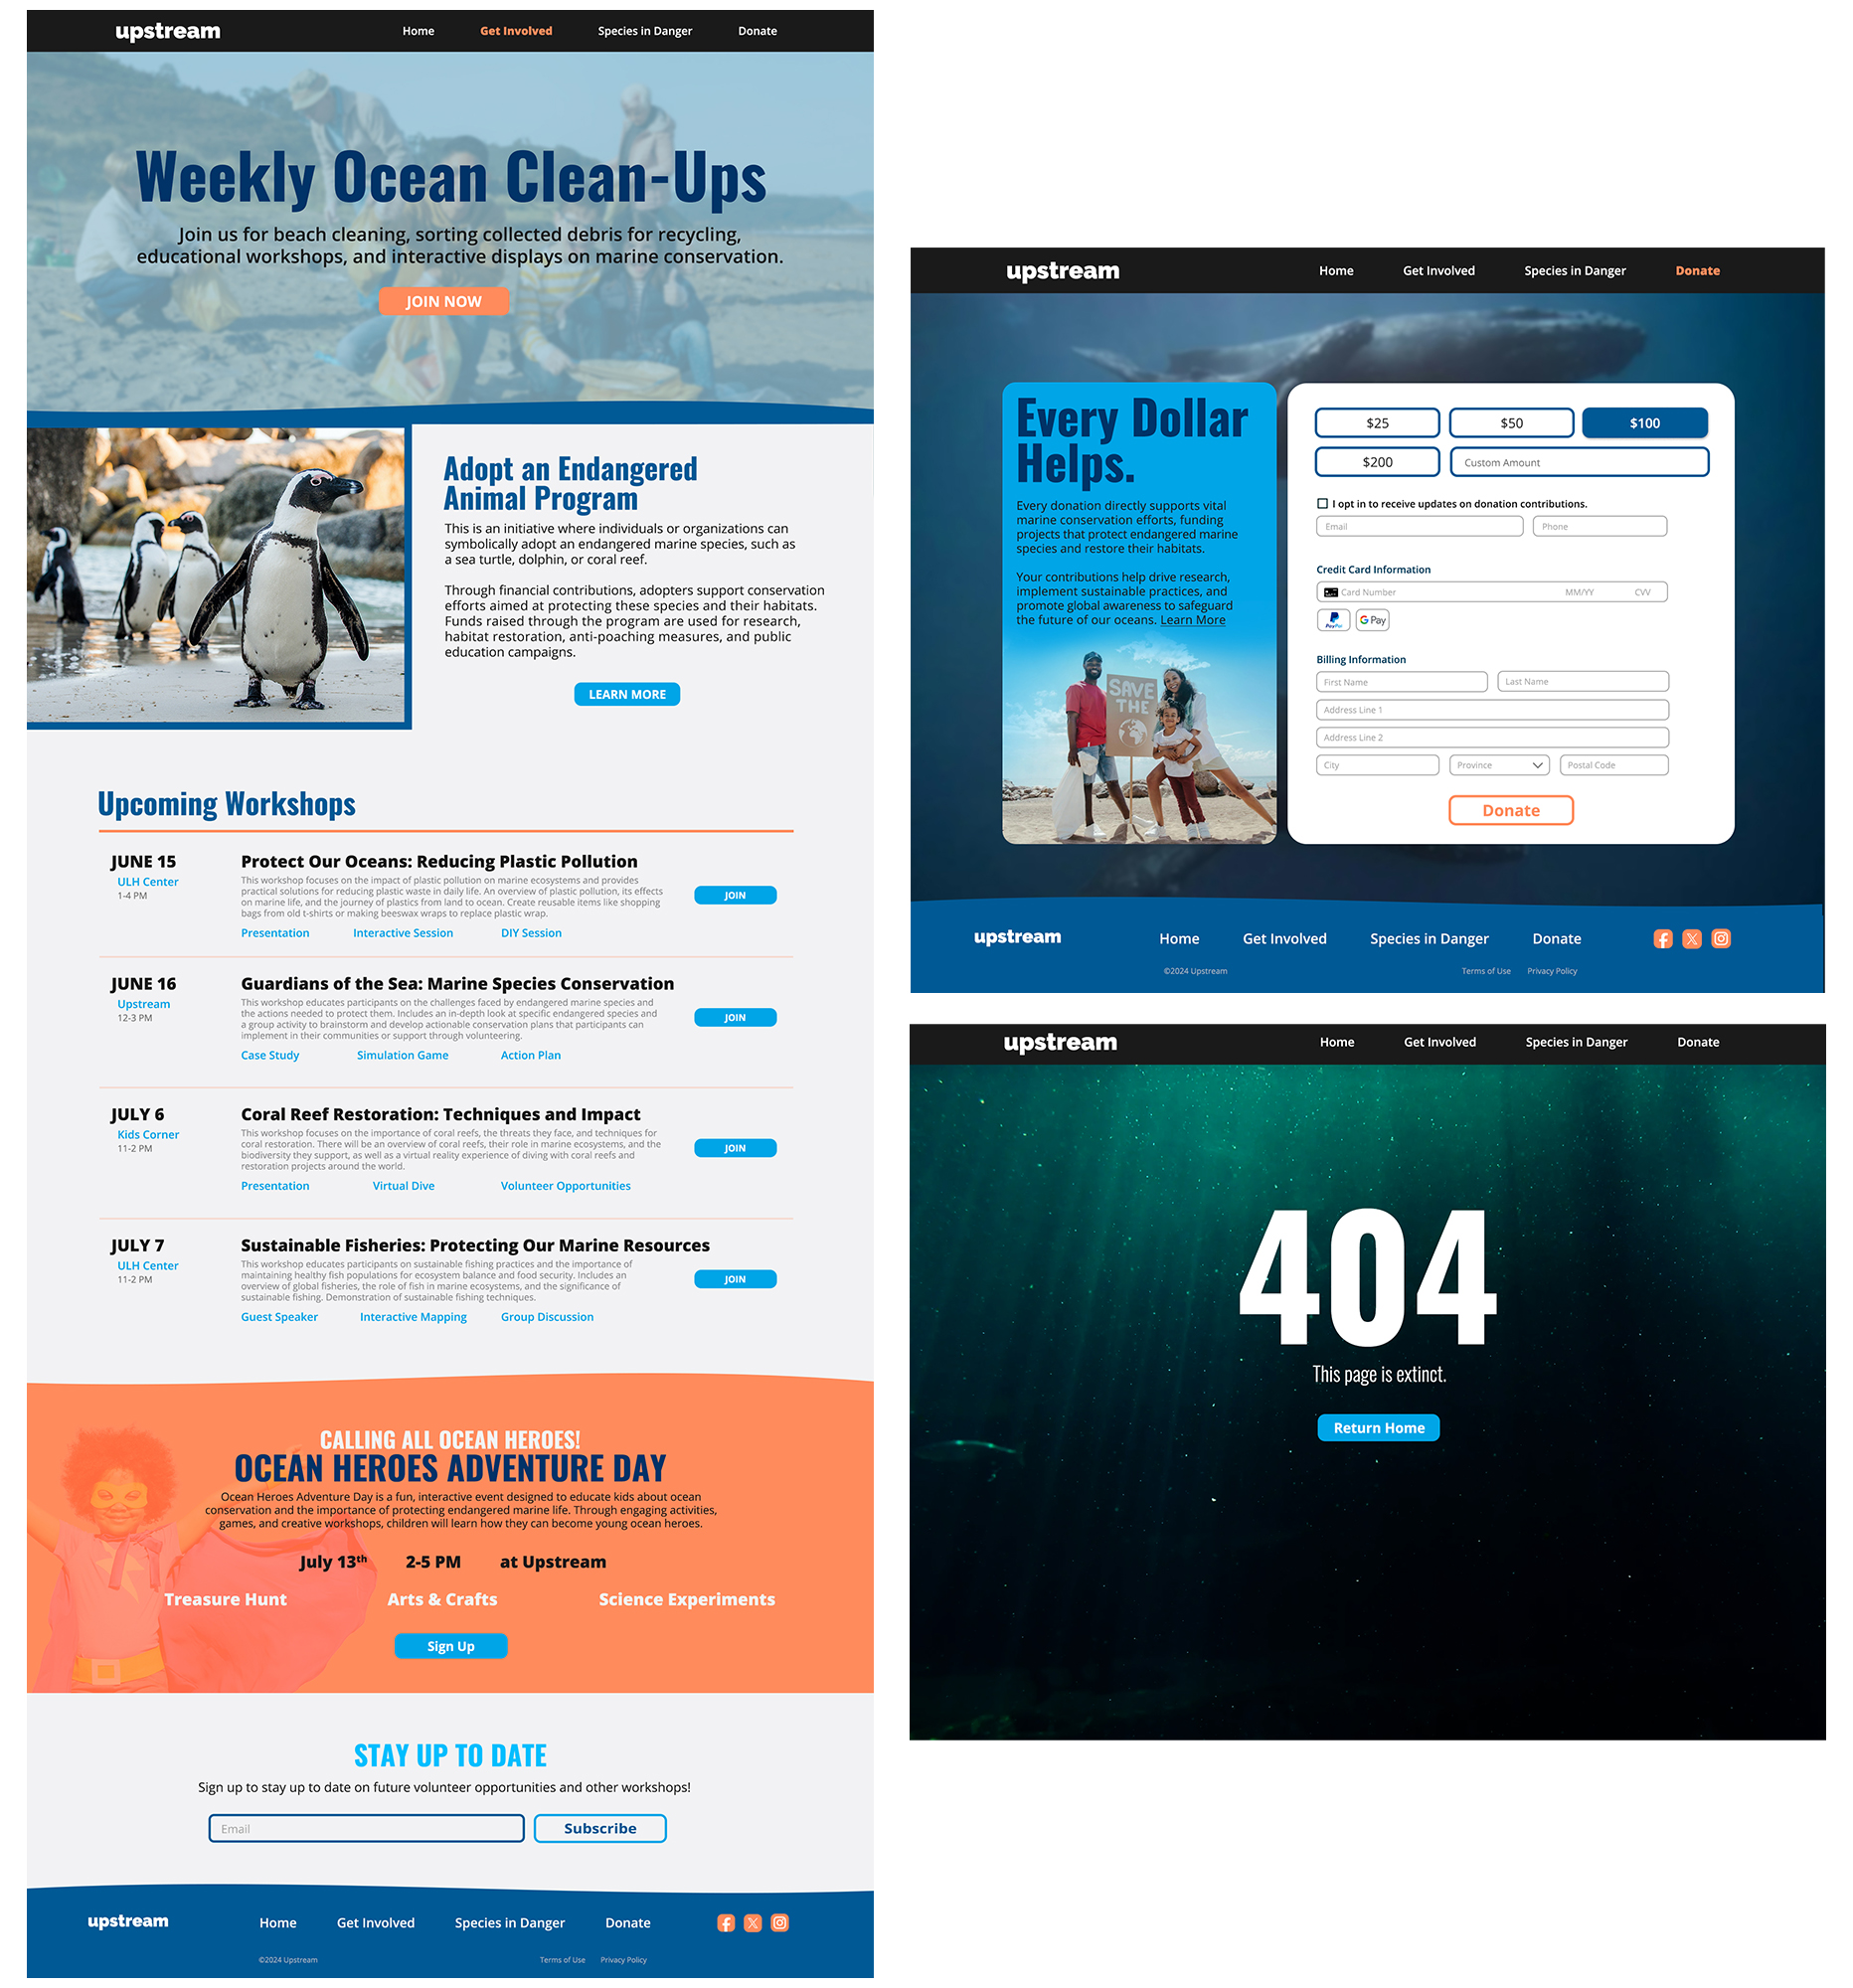 upstream
Home Get Involved Species in Danger Donate
Weekly Ocean Clean-Ups
Join us for beach cleaning, sorting collected debris for recycling,
educational workshops, and interactive displays on marine conservation.
JOIN NOW
Adopt an Endangered
Animal Program
This is an initiative where individuals or organizations can
symbolically adopt an endangered marine species, such as
a sea turtle, dolphin, or coral reef.
Through financial contributions, adopters support conservation
efforts aimed at protecting these species and their habitats.
Funds raised through the program are used for research,
habitat restoration, anti-poaching measures, and public
education campaigns.
LEARN MORE
Upcoming Workshops
JUNE 15
ULH Center
1-4 PM
Protect Our Oceans: Reducing Plastic Pollution
This workshop focuses on the impact of plastic pollution on marine ecosystems and provides
practical solutions for reducing plastic waste in daily life. An overview of plastic pollution, its effects
on marine life, and the journey of plastics from land to ocean. Create reusable items like shopping
bags from old t-shirts or making beeswax wraps to replace plastic wrap.
Presentation Interactive Session DIY Session
JOIN
JUNE 16
Upstream
12-3 PM
Guardians of the Sea: Marine Species Conservation
This workshop educates participants on the challenges faced by endangered marine species and
the actions needed to protect them. Includes an in-depth look at specific endangered species and
a group activity to brainstorm and develop actionable conservation plans that participants can
implement in their communities or support through volunteering.
Case Study Simulation Game Action Plan
JOIN
JULY 6
Kids Corner
11-2 PM
Coral Reef Restoration: Techniques and Impact
This workshop focuses on the importance of coral reefs, the threats they face, and techniques for
coral restoration. There will be an overview of coral reefs, their role in marine ecosystems, and the
biodiversity they support, as well as a virtual reality experience of diving with coral reefs and
restoration projects around the world.
Presentation Virtual Dive Volunteer Opportunities
JOIN
JULY 7
ULH Center
11-2 PM
Sustainable Fisheries: Protecting Our Marine Resources
This workshop educates participants on sustainable fishing practices and the importance of
maintaining healthy fish populations for ecosystem balance and food security. Includes an
overview of global fisheries, the role of fish in marine ecosystems, and the significance of
sustainable fishing. Demonstration of sustainable fishing techniques.
Guest Speaker Interactive Mapping Group Discussion
JOIN
CALLING ALL OCEAN HEROES!
OCEAN HEROES ADVENTURE DAY
Ocean Heroes Adventure Day is a fun, interactive event designed to educate kids about ocean
conservation and the importance of protecting endangered marine life. Through engaging activities,
games, and creative workshops, children will learn how they can become young ocean heroes.
July 13th 2-5 PM at Upstream
Treasure Hunt Arts & Crafts Science Experiments
Sign Up
STAY UP TO DATE
Sign up to stay up to date on future volunteer opportunities and other workshops!
Email Subscribe
upstream
Home Get Involved Species in Danger Donate
©2024 Upstream Terms of Use Privacy Policy
upstream
Home Get Involved Species in Danger Donate
Every Dollar
Helps.
Every donation directly supports vital
marine conservation efforts, funding
projects that protect endangered marine
species and restore their habitats.
Your contributions help drive research,
implement sustainable practices, and
promote global awareness to safeguard
the future of our oceans. Learn More
SAVE
THE
$25 $50 $100
$200 Custom Amount
I opt in to receive updates on donation contributions.
Email Phone
Credit Card Information
Card Number MM/YY CVV
PayPal G Pay
Billing Information
First Name Last Name
Address Line 1
Address Line 2
City Province Postal Code
Donate
upstream
Home Get Involved Species in Danger Donate
©2024 Upstream Terms of Use Privacy Policy
upstream
Home Get Involved Species in Danger Donate
404
This page is extinct.
Return Home